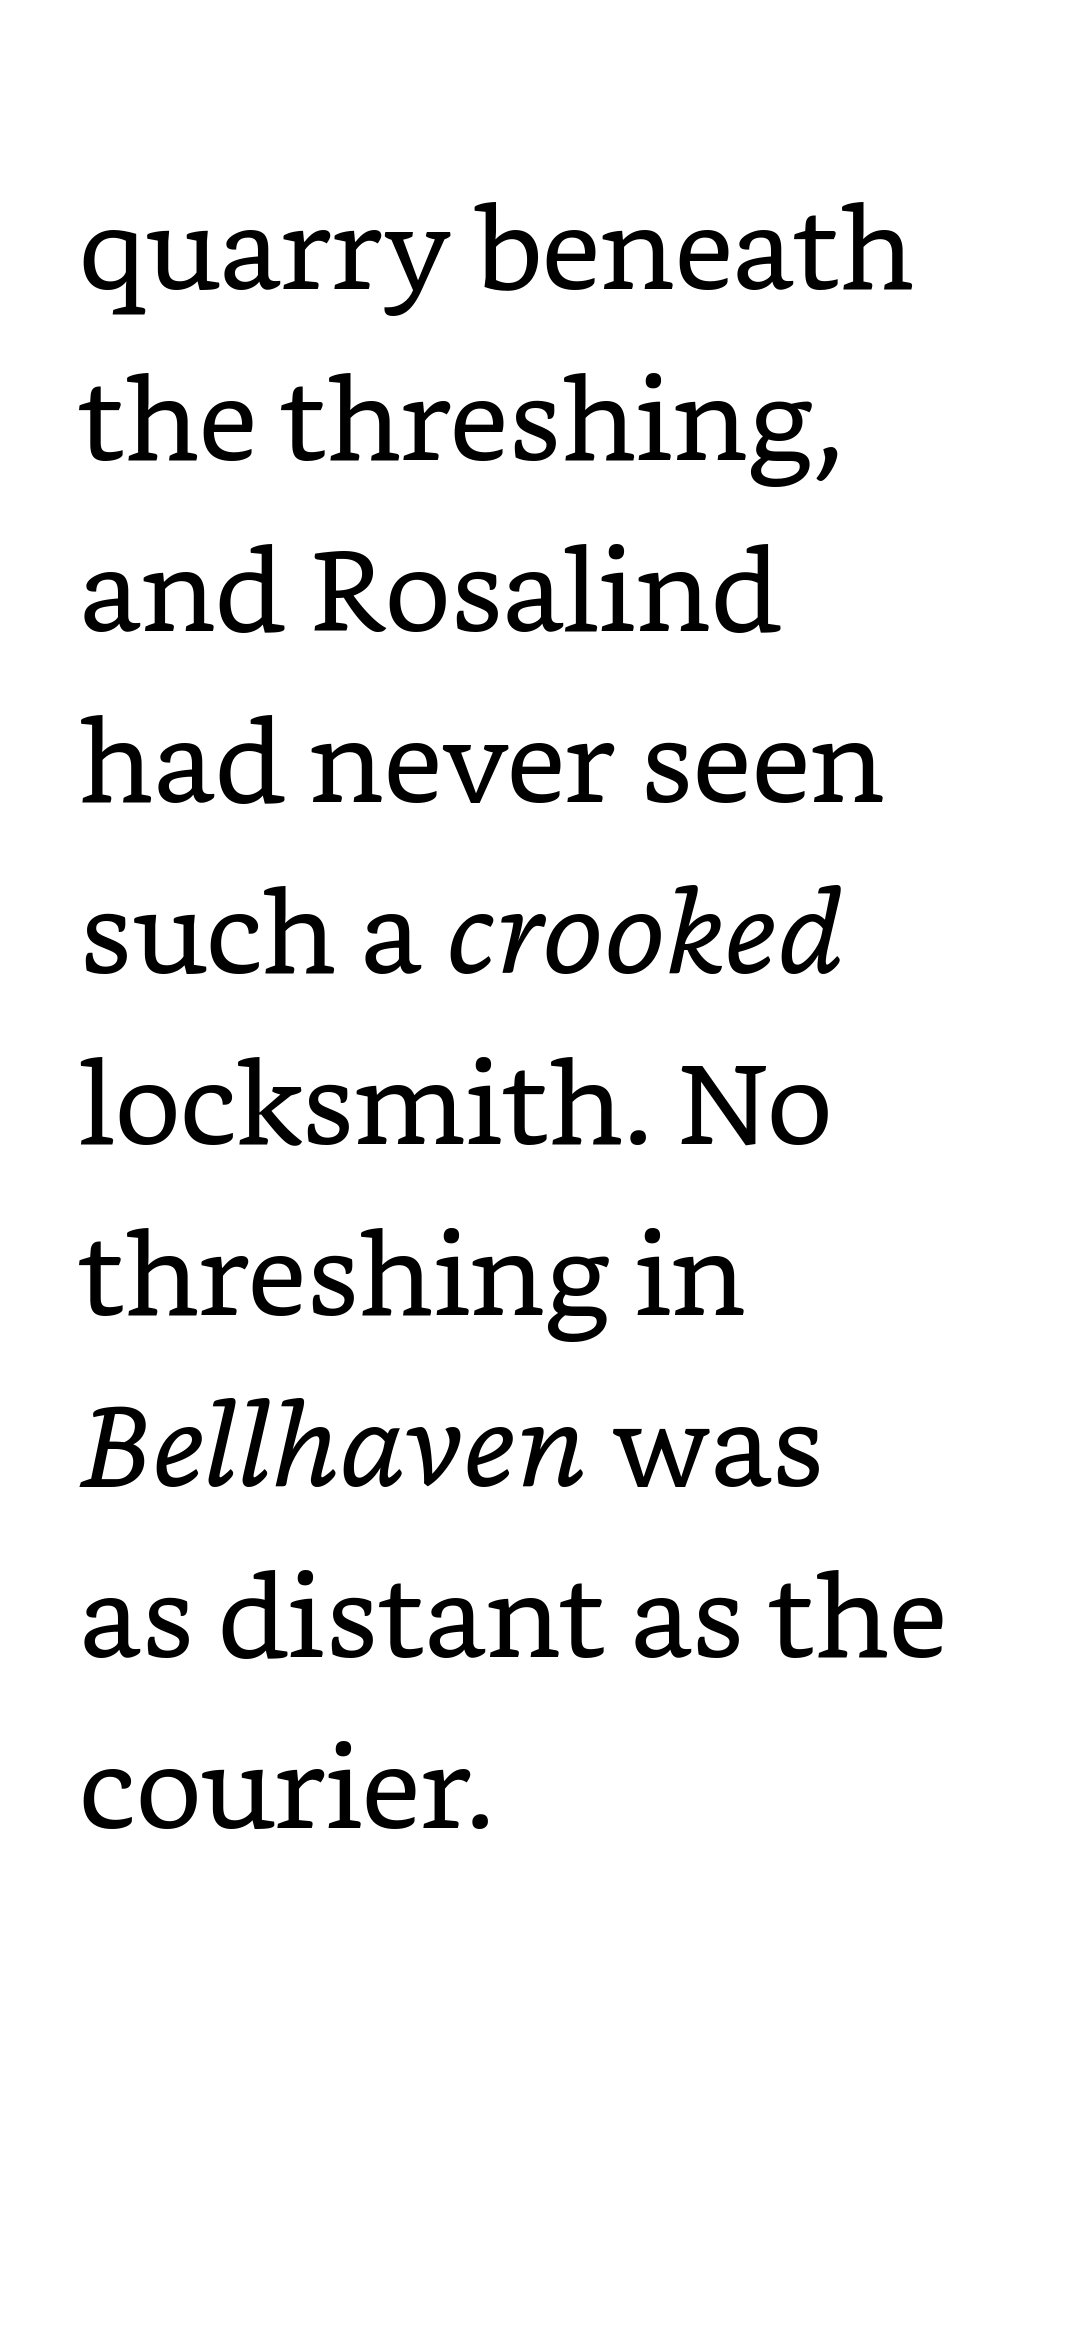 quarry beneath
the threshing,
and Rosalind
had never seen
such a crooked
locksmith. No
threshing in
Bellhaven was
as distant as the
courier.